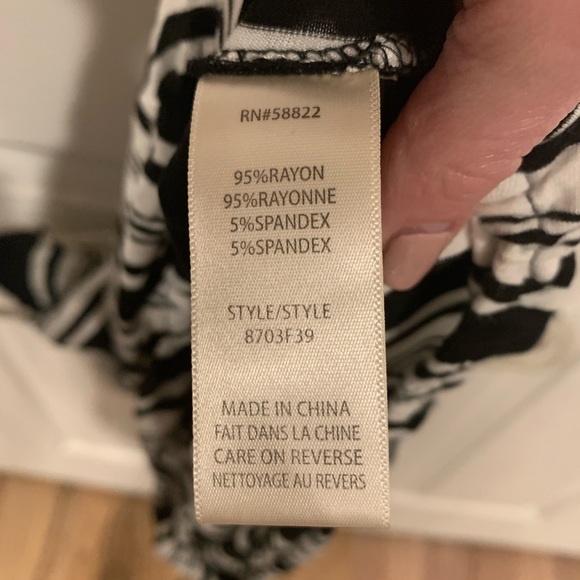 RN#58822
95%RAYON
95%RAYONNE
5%SPANDEX
5%SPANDEX
STYLE/STYLE
8703F39
MADE IN CHINA
FAIT DANS LA CHINE
CARE ON REVERSE
NETTOYAGE AU REVERS